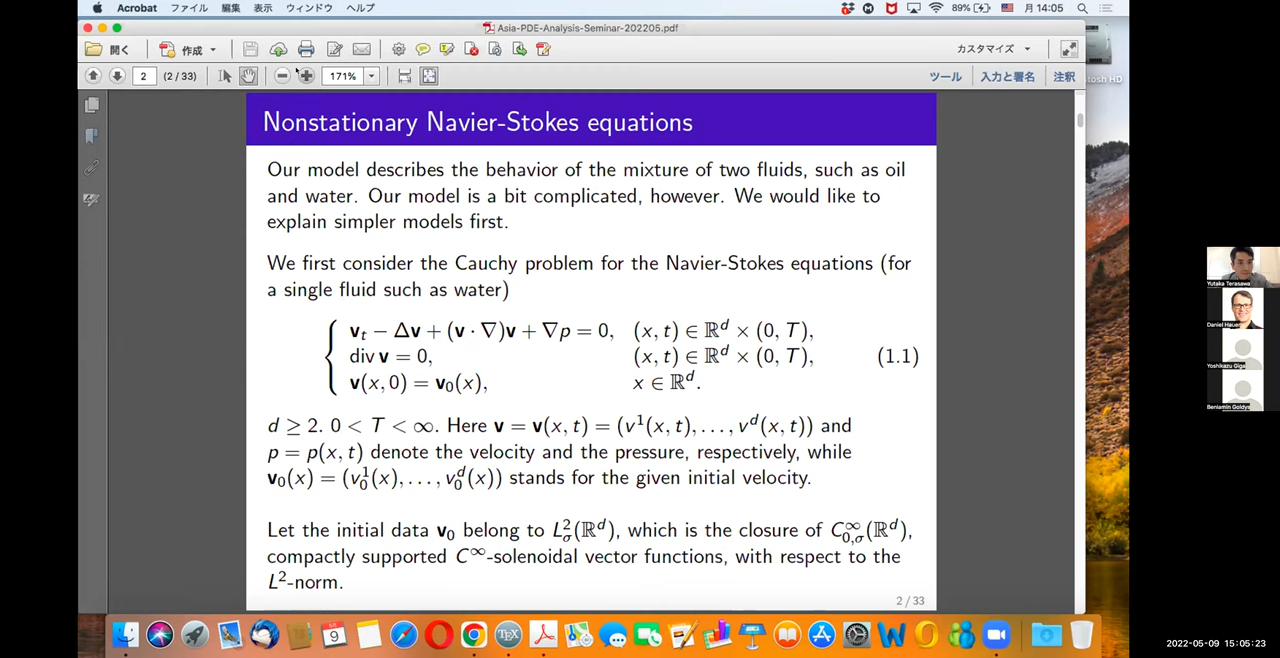 Acrobat ファイル 編集 表示 ウィンドウ ヘルプ 89% 月 14:05
Asia-PDE-Analysis-Seminar-202205.pdf
開く 作成 カスタマイズ
2 (2 / 33) 171% ツール 入力と署名 注釈
Nonstationary Navier-Stokes equations
Our model describes the behavior of the mixture of two fluids, such as oil
and water. Our model is a bit complicated, however. We would like to
explain simpler models first.
We first consider the Cauchy problem for the Navier-Stokes equations (for
a single fluid such as water)
v_t − Δv + (v · ∇)v + ∇p = 0, (x, t) ∈ ℝ^d × (0, T),
div v = 0, (x, t) ∈ ℝ^d × (0, T), (1.1)
v(x, 0) = v_0(x), x ∈ ℝ^d.
d ≥ 2. 0 < T < ∞. Here v = v(x, t) = (v^1(x, t), . . . , v^d(x, t)) and
p = p(x, t) denote the velocity and the pressure, respectively, while
v_0(x) = (v_0^1(x), . . . , v_0^d(x)) stands for the given initial velocity.
Let the initial data v_0 belong to L^2_σ(ℝ^d), which is the closure of C^∞_{0,σ}(ℝ^d),
compactly supported C^∞-solenoidal vector functions, with respect to the
L^2-norm.
2 / 33
Yutaka Terasawa
Daniel Hauer
Yoshikazu Giga
Beniamin Goldys
9
TEX
2022-05-09 15:05:23